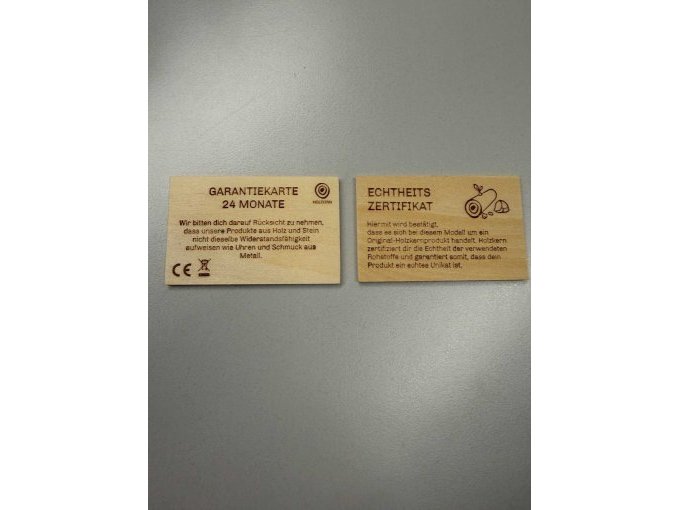 GARANTIEKARTE
24 MONATE
HOLZKERN
Wir bitten dich darauf Rücksicht zu nehmen,
dass unsere Produkte aus Holz und Stein
nicht dieselbe Widerstandsfähigkeit
aufweisen wie Uhren und Schmuck aus
Metall.
CE
ECHTHEITS
ZERTIFIKAT
Hiermit wird bestätigt,
dass es sich bei diesem Modell um ein
Original-Holzkernprodukt handelt. Holzkern
zertifiziert dir die Echtheit der verwendeten
Rohstoffe und garantiert somit, dass dein
Produkt ein echtes Unikat ist.